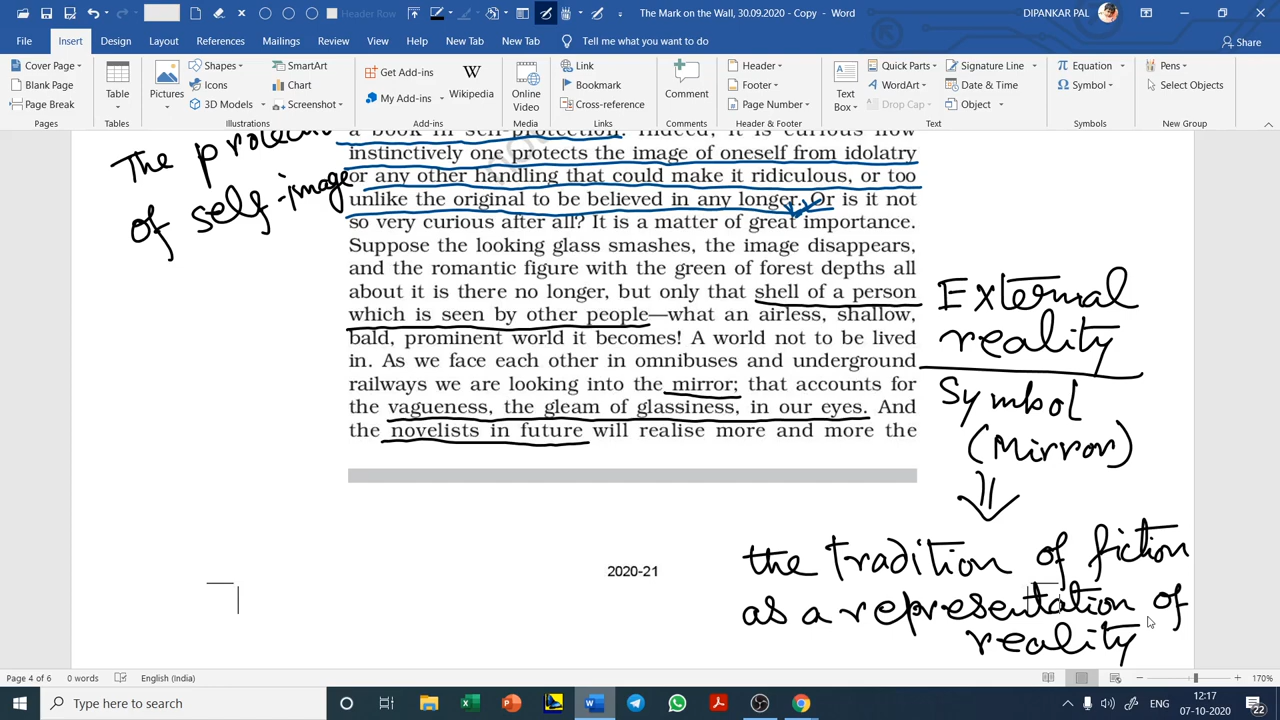 Header Row
The Mark on the Wall, 30.09.2020 - Copy - Word
DIPANKAR PAL
File Insert Design Layout References Mailings Review View Help New Tab New Tab Tell me what you want to do Share
Cover Page Blank Page Page Break Pages
Table Tables
Pictures Shapes Icons 3D Models SmartArt Chart Screenshot Illustrations
Get Add-ins My Add-ins Wikipedia Add-ins
Online Video Media
Link Bookmark Cross-reference Links
Comment Comments
Header Footer Page Number Header & Footer
Text Box Quick Parts WordArt Drop Cap Signature Line Date & Time Object Text
Equation Symbol Symbols
Pens Select Objects New Group
The
of self-image
a book in self-protection. Indeed, it is curious how
instinctively one protects the image of oneself from idolatry
or any other handling that could make it ridiculous, or too
unlike the original to be believed in any longer. Or is it not
so very curious after all? It is a matter of great importance.
Suppose the looking glass smashes, the image disappears,
and the romantic figure with the green of forest depths all
about it is there no longer, but only that shell of a person
which is seen by other people—what an airless, shallow,
bald, prominent world it becomes! A world not to be lived
in. As we face each other in omnibuses and underground
railways we are looking into the mirror; that accounts for
the vagueness, the gleam of glassiness, in our eyes. And
the novelists in future will realise more and more the
External
reality
Symbol
(Mirror)
the tradition of fiction
as a representation of
reality
2020-21
Page 4 of 6 0 words English (India) 170%
Type here to search
ENG
12:17
07-10-2020
22